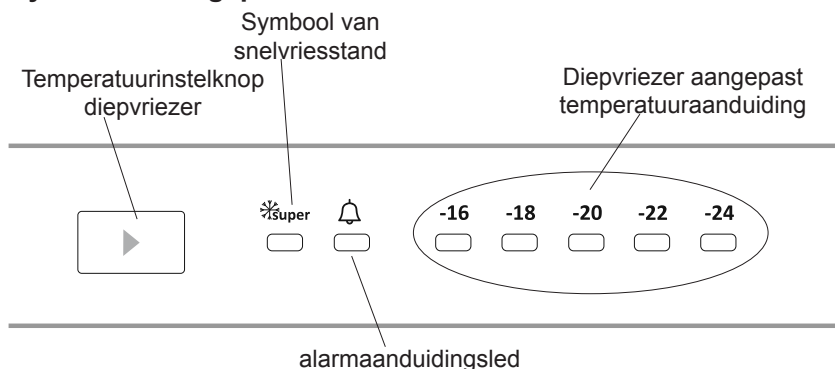 Symbool van
snelvriesstand
Temperatuurinstelknop
diepvriezer
Diepvriezer aangepast
temperatuuraanduiding
super
-16 -18 -20 -22 -24
alarmaanduidingsled